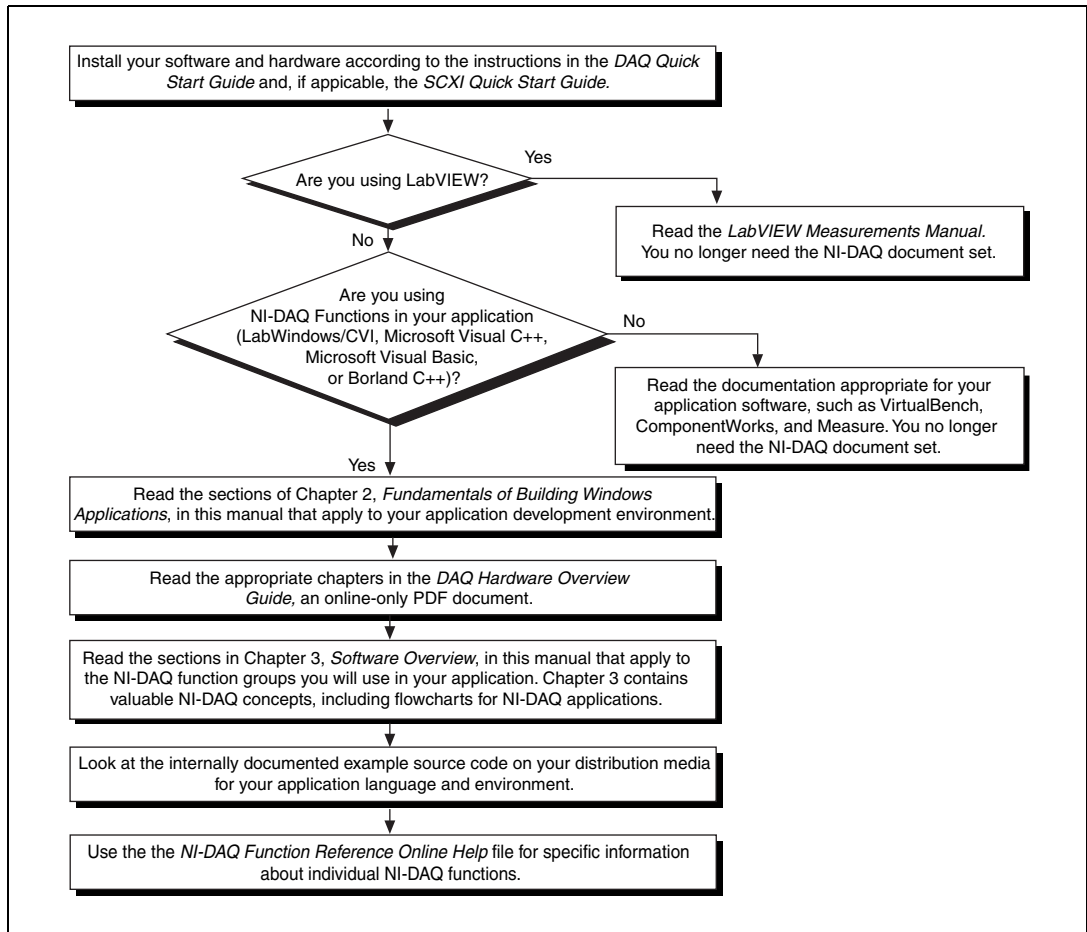 Install your software and hardware according to the instructions in the DAQ Quick
Start Guide and, if appicable, the SCXI Quick Start Guide.
Are you using LabVIEW?
Yes
Read the LabVIEW Measurements Manual.
You no longer need the NI-DAQ document set.
No
Are you using
NI-DAQ Functions in your application
(LabWindows/CVI, Microsoft Visual C++,
Microsoft Visual Basic,
or Borland C++)?
No
Read the documentation appropriate for your
application software, such as VirtualBench,
ComponentWorks, and Measure. You no longer
need the NI-DAQ document set.
Yes
Read the sections of Chapter 2, Fundamentals of Building Windows
Applications, in this manual that apply to your application development environment.
Read the appropriate chapters in the DAQ Hardware Overview
Guide, an online-only PDF document.
Read the sections in Chapter 3, Software Overview, in this manual that apply to
the NI-DAQ function groups you will use in your application. Chapter 3 contains
valuable NI-DAQ concepts, including flowcharts for NI-DAQ applications.
Look at the internally documented example source code on your distribution media
for your application language and environment.
Use the the NI-DAQ Function Reference Online Help file for specific information
about individual NI-DAQ functions.